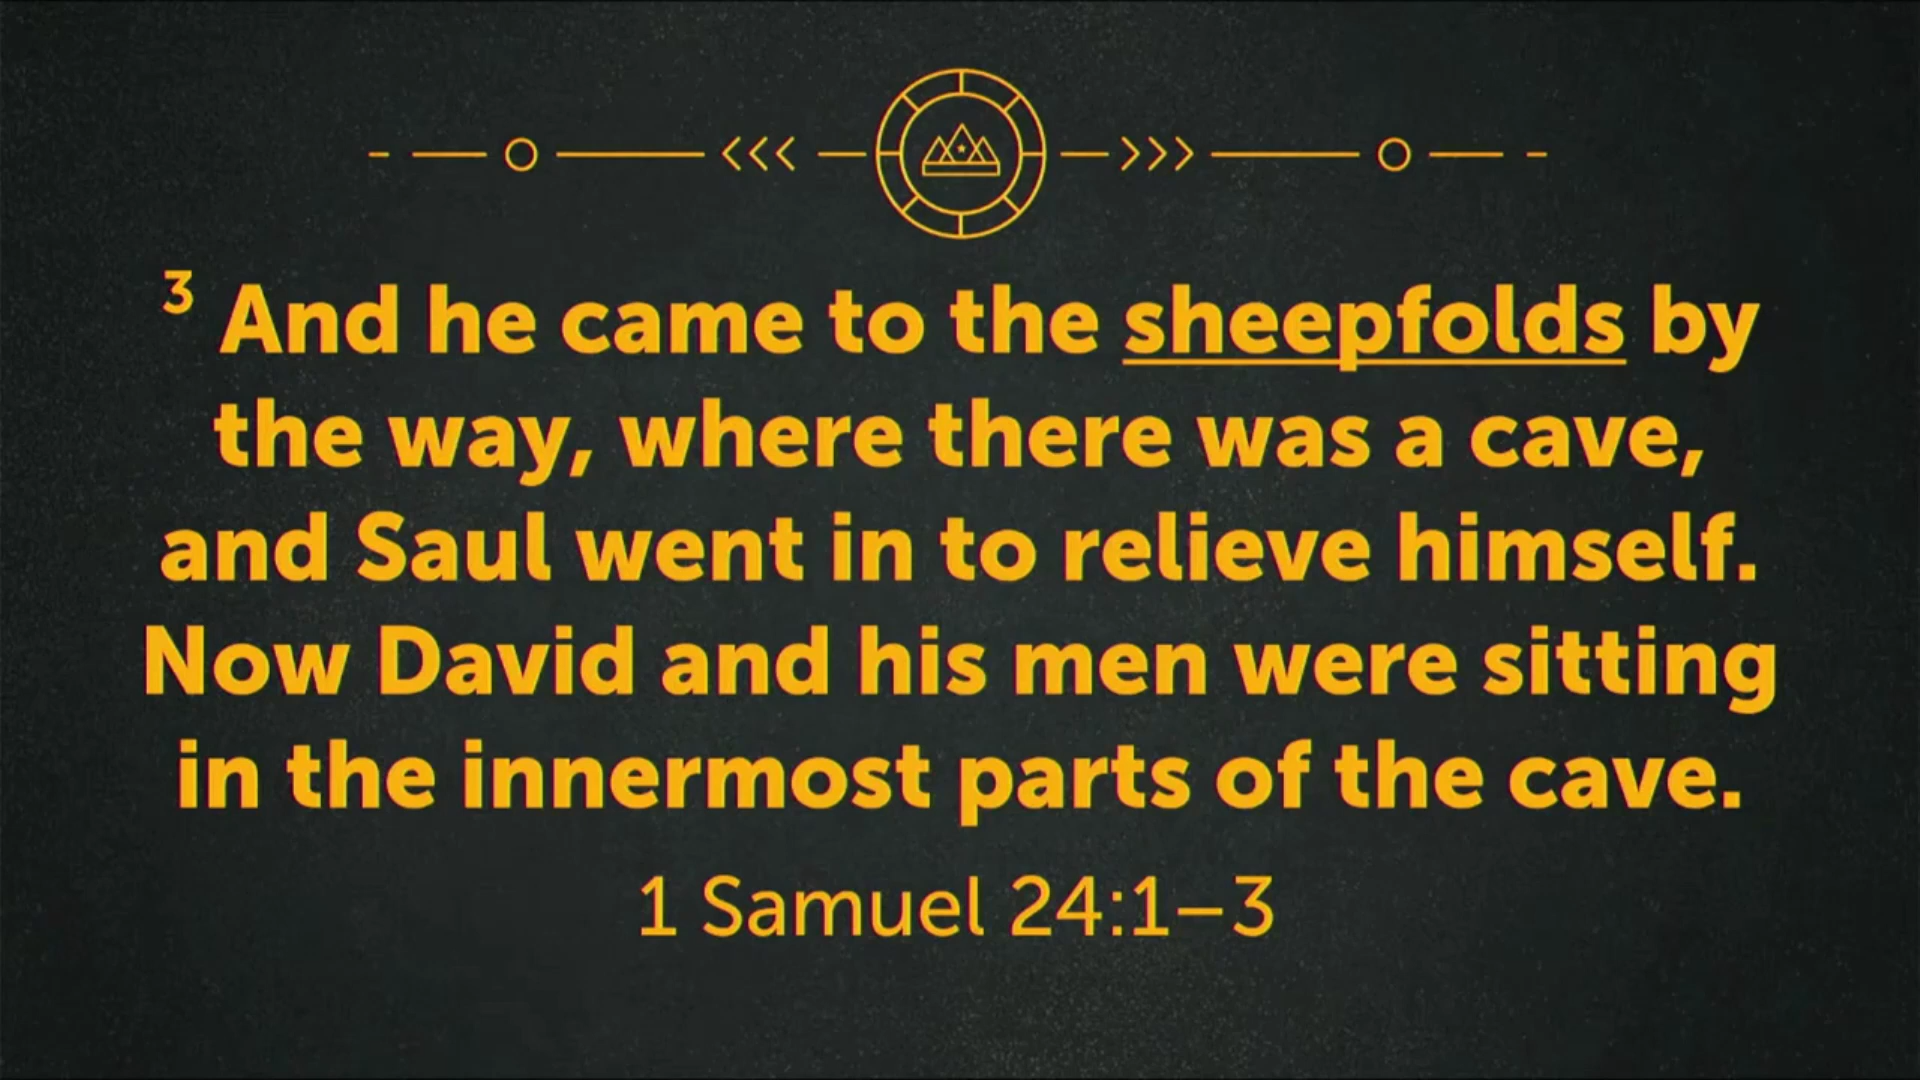 3 And he came to the sheepfolds by
the way, where there was a cave,
and Saul went in to relieve himself.
Now David and his men were sitting
in the innermost parts of the cave.
1 Samuel 24:1–3